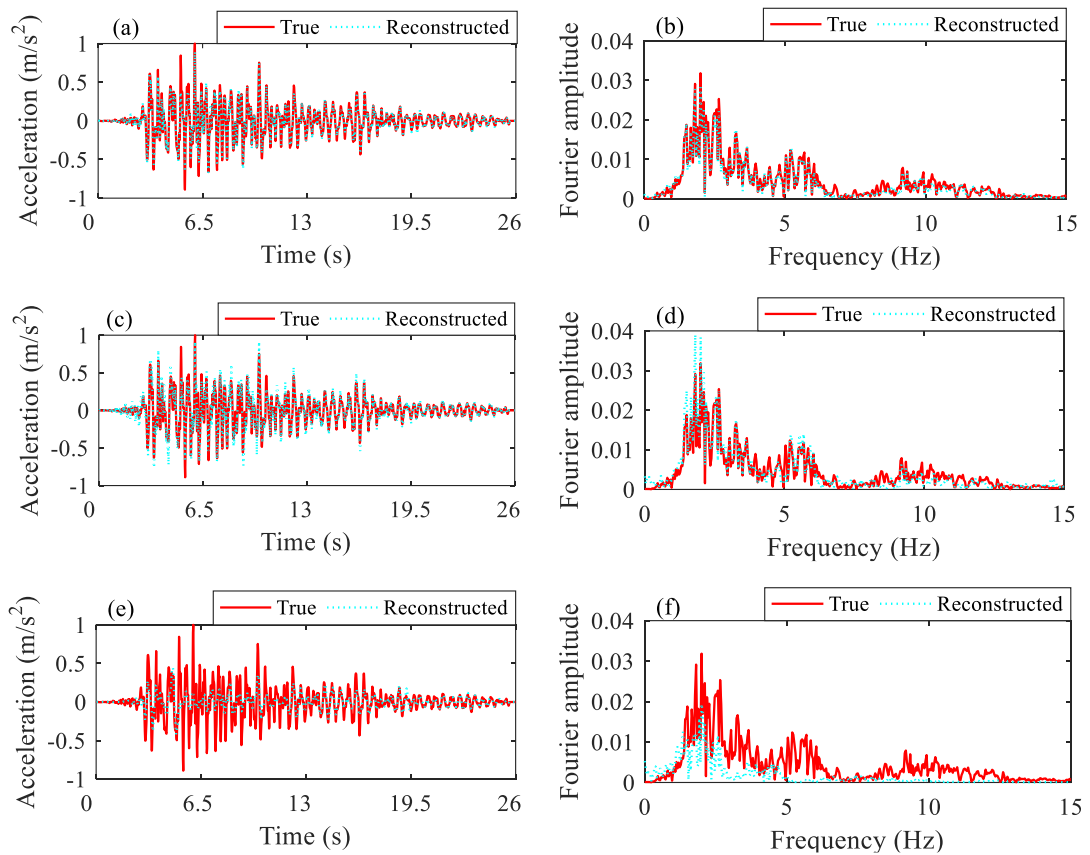 (a) True Reconstructed
Acceleration (m/s²)
1
0.5
0
-0.5
-1
0 6.5 13 19.5 26
Time (s)
(b) True Reconstructed
Fourier amplitude
0.04
0.03
0.02
0.01
0
0 5 10 15
Frequency (Hz)
(c) True Reconstructed
Acceleration (m/s²)
1
0.5
0
-0.5
-1
0 6.5 13 19.5 26
Time (s)
(d) True Reconstructed
Fourier amplitude
0.04
0.03
0.02
0.01
0
0 5 10 15
Frequency (Hz)
(e) True Reconstructed
Acceleration (m/s²)
1
0.5
0
-0.5
-1
0 6.5 13 19.5 26
Time (s)
(f) True Reconstructed
Fourier amplitude
0.04
0.03
0.02
0.01
0
0 5 10 15
Frequency (Hz)